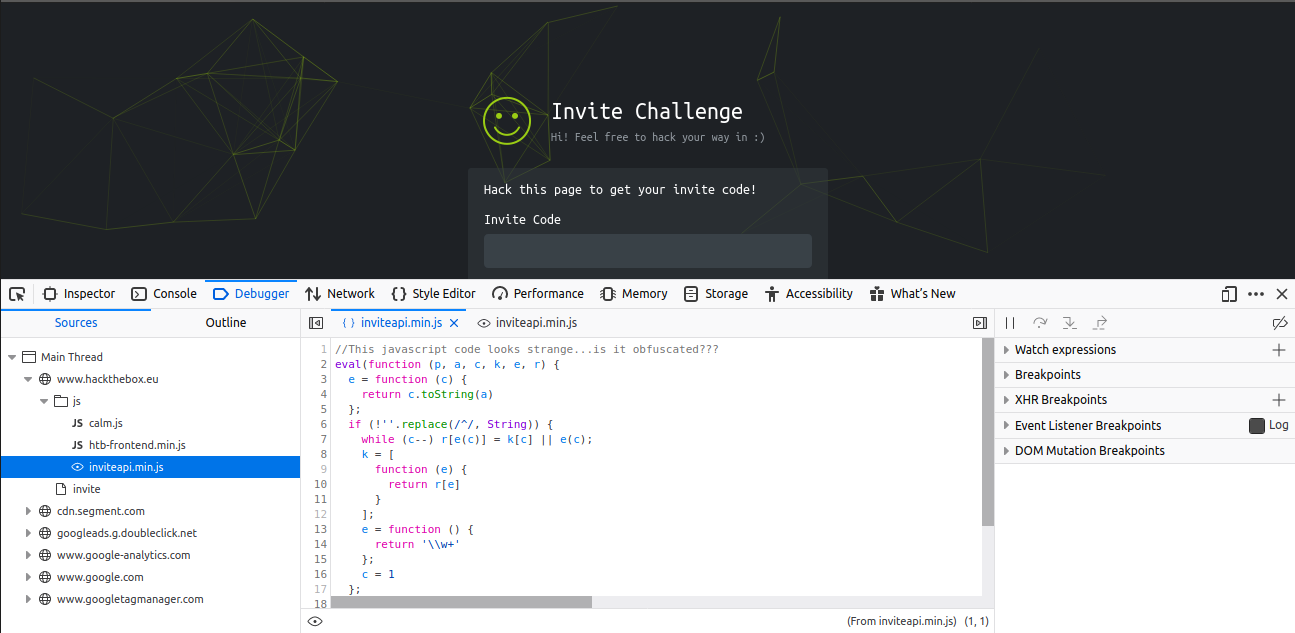 Invite Challenge
Hi! Feel free to hack your way in :)
Hack this page to get your invite code!
Invite Code
Inspector Console Debugger Network {} Style Editor Performance Memory Storage Accessibility What's New
Sources Outline
{} inviteapi.min.js inviteapi.min.js
Main Thread
www.hackthebox.eu
js
JS calm.js
JS htb-frontend.min.js
inviteapi.min.js
invite
cdn.segment.com
googleads.g.doubleclick.net
www.google-analytics.com
www.google.com
www.googletagmanager.com
1 //This javascript code looks strange...is it obfuscated???
2 eval(function (p, a, c, k, e, r) {
3 e = function (c) {
4 return c.toString(a)
5 };
6 if (!''.replace(/^/, String)) {
7 while (c--) r[e(c)] = k[c] || e(c);
8 k = [
9 function (e) {
10 return r[e]
11 }
12 ];
13 e = function () {
14 return '\\w+'
15 };
16 c = 1
17 };
18
(From inviteapi.min.js) (1, 1)
Watch expressions
Breakpoints
XHR Breakpoints
Event Listener Breakpoints Log
DOM Mutation Breakpoints